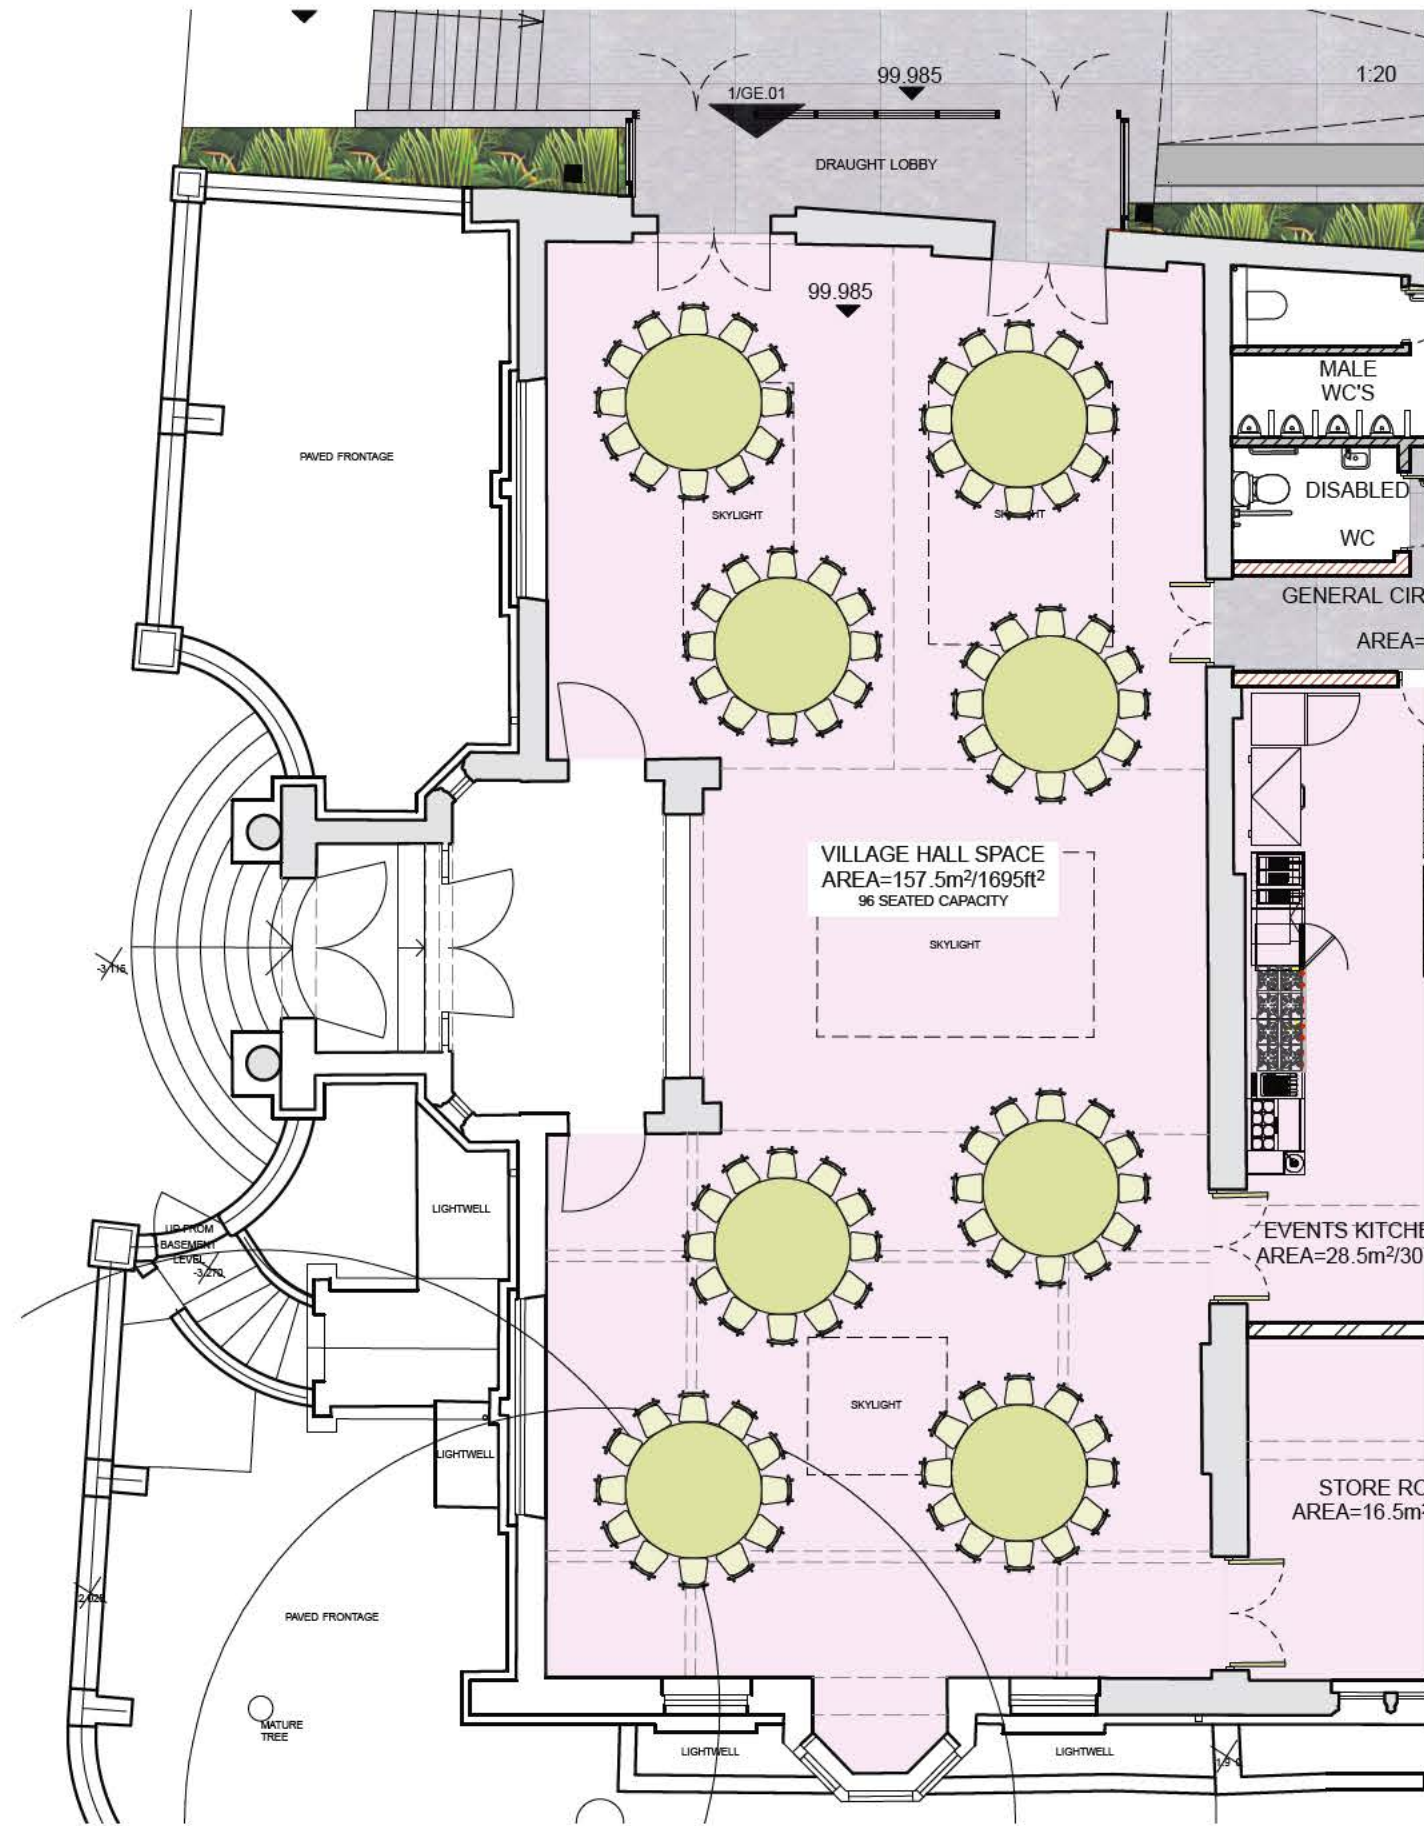 99.985
1:20
1/GE.01
DRAUGHT LOBBY
99.985
MALE
WC'S
PAVED FRONTAGE
SKYLIGHT
DISABLED
WC
GENERAL CIR
AREA=
VILLAGE HALL SPACE
AREA=157.5m²/1695ft²
96 SEATED CAPACITY
SKYLIGHT
-3.115
LIGHTWELL
UP FROM
BASEMENT
LEVEL
-3.270
EVENTS KITCHE
AREA=28.5m²/30
SKYLIGHT
LIGHTWELL
STORE RO
AREA=16.5m²
PAVED FRONTAGE
MATURE
TREE
LIGHTWELL
LIGHTWELL